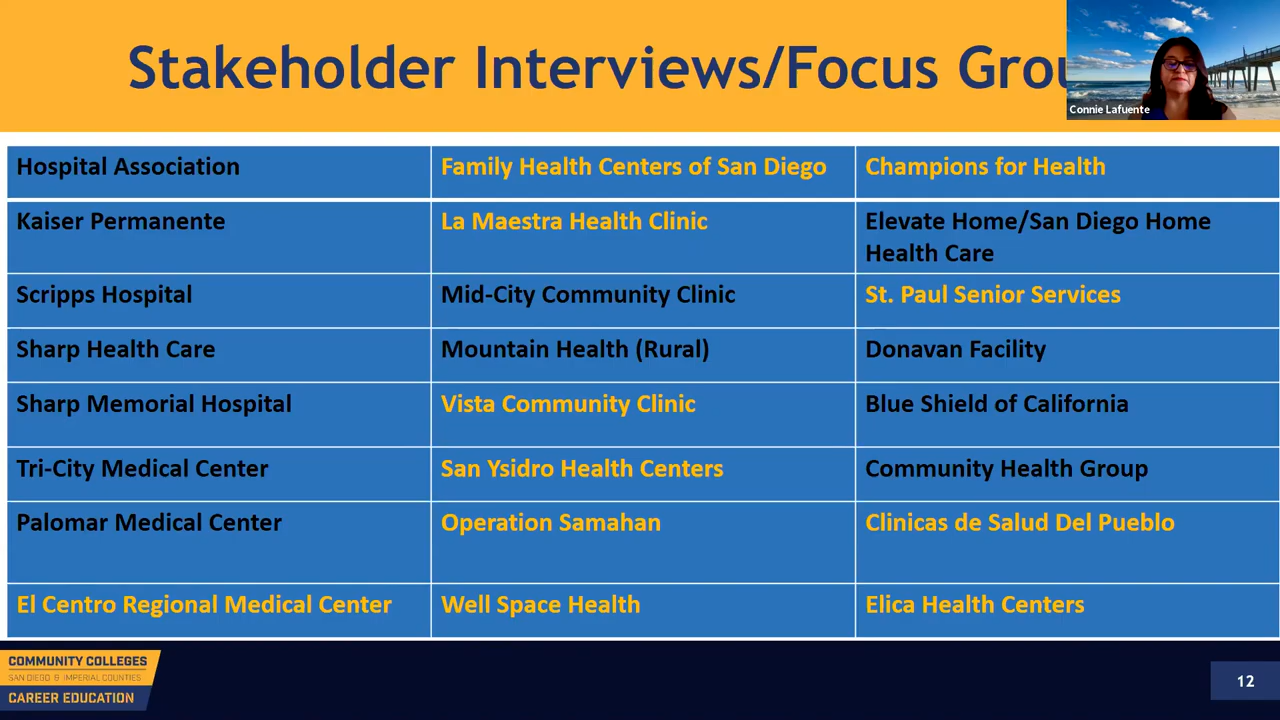 Stakeholder Interviews/Focus Grou
Connie Lafuente
Hospital Association
Family Health Centers of San Diego
Champions for Health
Kaiser Permanente
La Maestra Health Clinic
Elevate Home/San Diego Home
Health Care
Scripps Hospital
Mid-City Community Clinic
St. Paul Senior Services
Sharp Health Care
Mountain Health (Rural)
Donavan Facility
Sharp Memorial Hospital
Vista Community Clinic
Blue Shield of California
Tri-City Medical Center
San Ysidro Health Centers
Community Health Group
Palomar Medical Center
Operation Samahan
Clinicas de Salud Del Pueblo
El Centro Regional Medical Center
Well Space Health
Elica Health Centers
COMMUNITY COLLEGES
SAN DIEGO & IMPERIAL COUNTIES
CAREER EDUCATION
12